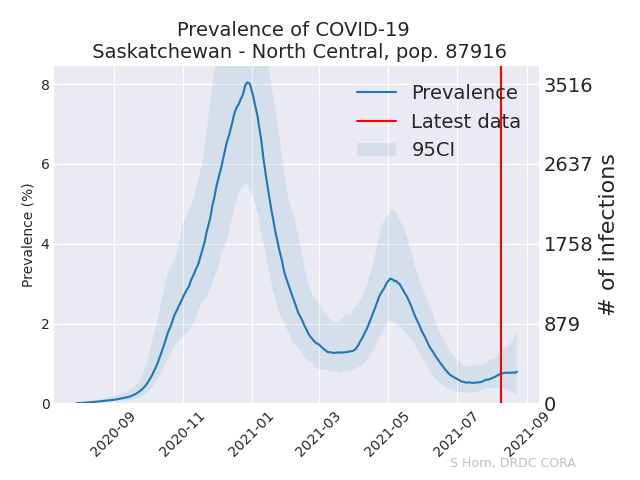 Prevalence of COVID-19
Saskatchewan - North Central, pop. 87916
Prevalence
Latest data
95CI
Prevalence (%)
8
6
4
2
0
3516
2637
1758
879
0
# of infections
2020-09
2020-11
2021-01
2021-03
2021-05
2021-07
2021-09
S Horn, DRDC CORA